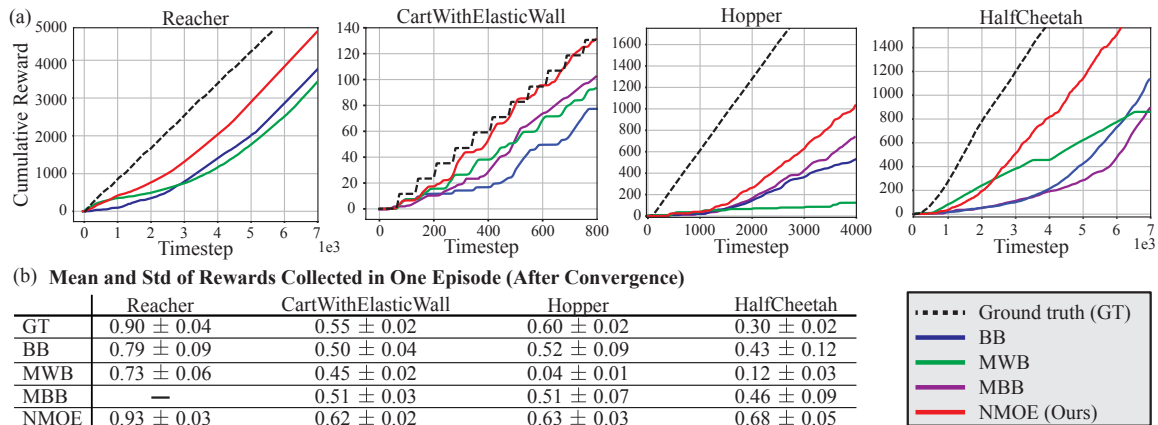 (a)
Reacher
CartWithElasticWall
Hopper
HalfCheetah
Cumulative Reward
5000
4000
3000
2000
1000
0
0 1 2 3 4 5 6 7
1e3
Timestep
140
120
100
80
60
40
20
0
0 200 400 600 800
Timestep
1600
1400
1200
1000
800
600
400
200
0
0 1000 2000 3000 4000
Timestep
1400
1200
1000
800
600
400
200
0
0 1 2 3 4 5 6 7
1e3
Timestep
(b) Mean and Std of Rewards Collected in One Episode (After Convergence)
Reacher CartWithElasticWall Hopper HalfCheetah
GT 0.90 ± 0.04 0.55 ± 0.02 0.60 ± 0.02 0.30 ± 0.02
BB 0.79 ± 0.09 0.50 ± 0.04 0.52 ± 0.09 0.43 ± 0.12
MWB 0.73 ± 0.06 0.45 ± 0.02 0.04 ± 0.01 0.12 ± 0.03
MBB — 0.51 ± 0.03 0.51 ± 0.07 0.46 ± 0.09
NMOE 0.93 ± 0.03 0.62 ± 0.02 0.63 ± 0.03 0.68 ± 0.05
Ground truth (GT)
BB
MWB
MBB
NMOE (Ours)